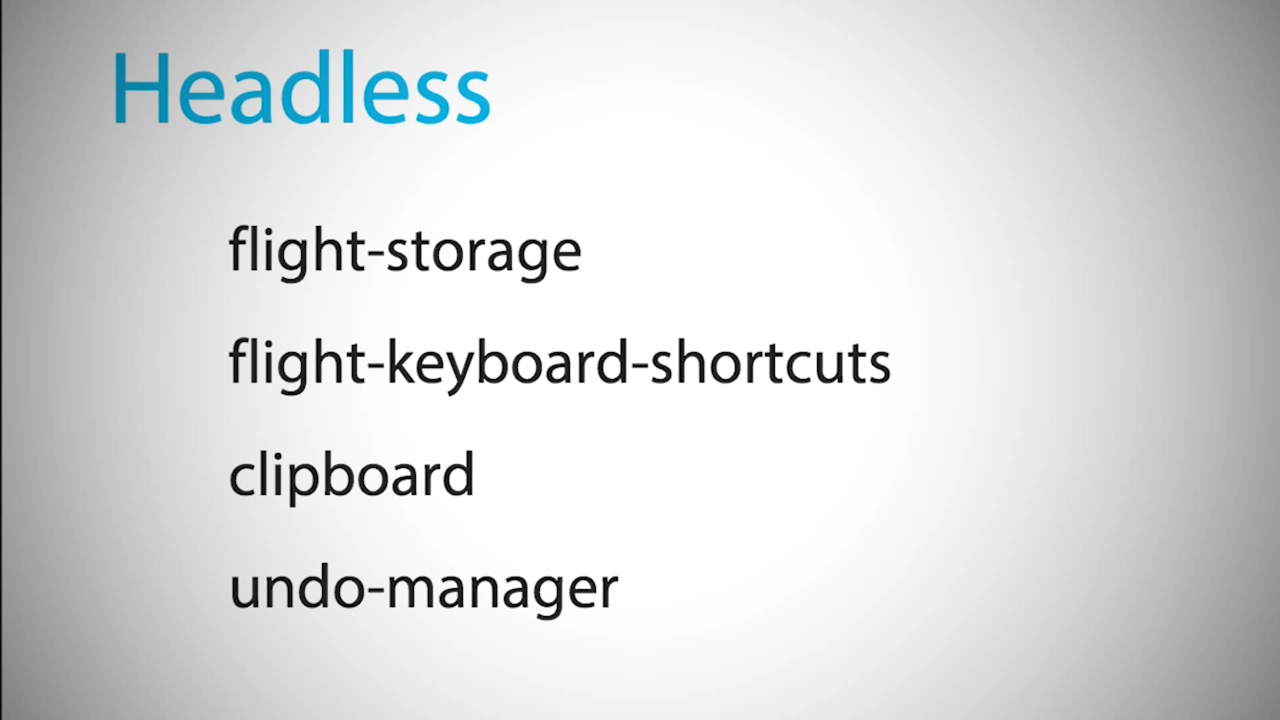 Headless
flight-storage
flight-keyboard-shortcuts
clipboard
undo-manager